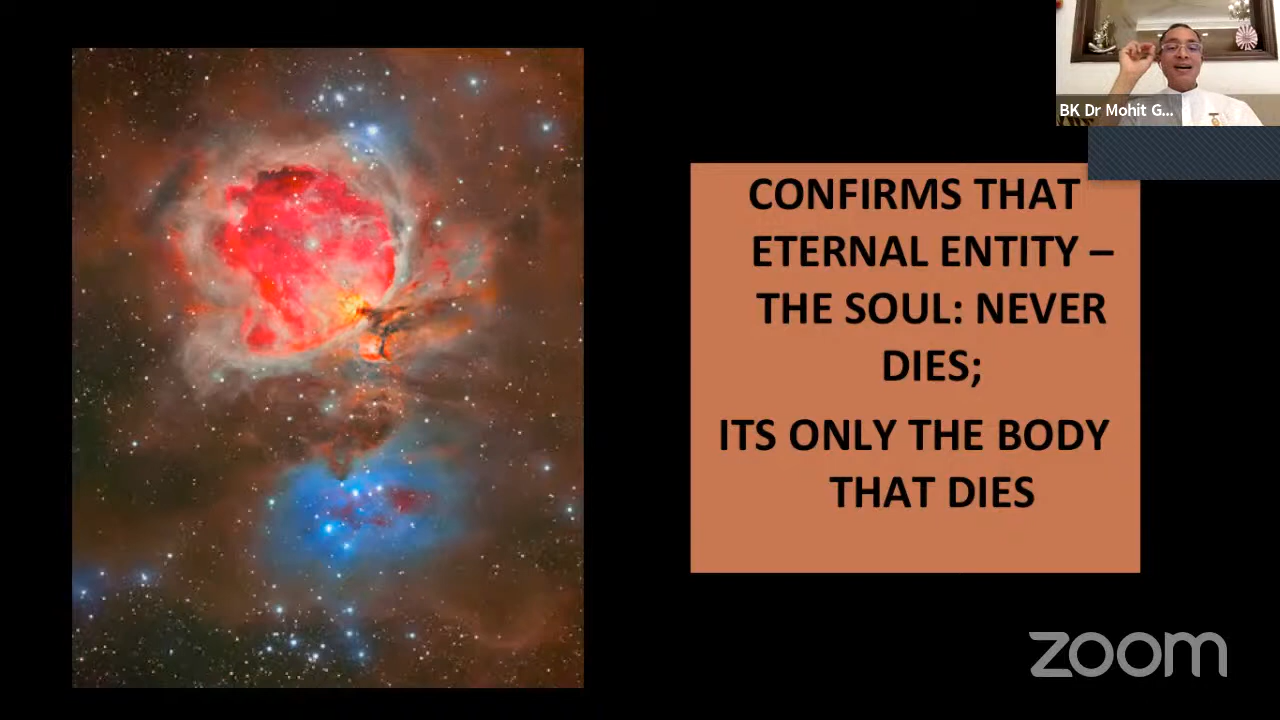 BK Dr Mohit G...
CONFIRMS THAT
ETERNAL ENTITY –
THE SOUL: NEVER
DIES;
ITS ONLY THE BODY
THAT DIES
zoom